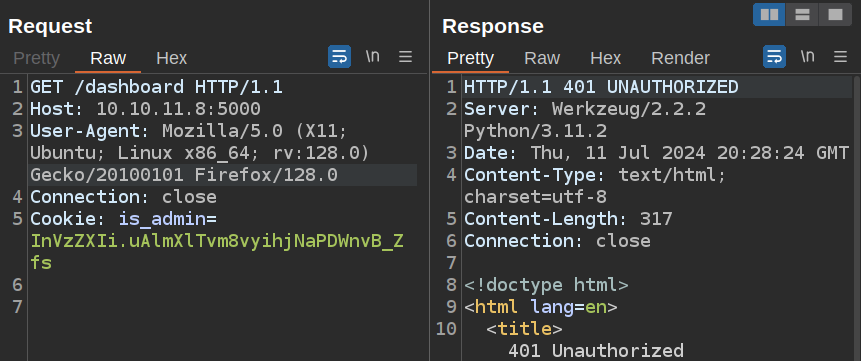 Request
Pretty Raw Hex \n
1 GET /dashboard HTTP/1.1
2 Host: 10.10.11.8:5000
3 User-Agent: Mozilla/5.0 (X11;
Ubuntu; Linux x86_64; rv:128.0)
Gecko/20100101 Firefox/128.0
4 Connection: close
5 Cookie: is_admin=
InVzZXIi.uAlmXlTvm8vyihjNaPDWnvB_Z
fs
6
7
Response
Pretty Raw Hex Render \n
1 HTTP/1.1 401 UNAUTHORIZED
2 Server: Werkzeug/2.2.2
Python/3.11.2
3 Date: Thu, 11 Jul 2024 20:28:24 GMT
4 Content-Type: text/html;
charset=utf-8
5 Content-Length: 317
6 Connection: close
7
8 <!doctype html>
9 <html lang=en>
10 <title>
401 Unauthorized